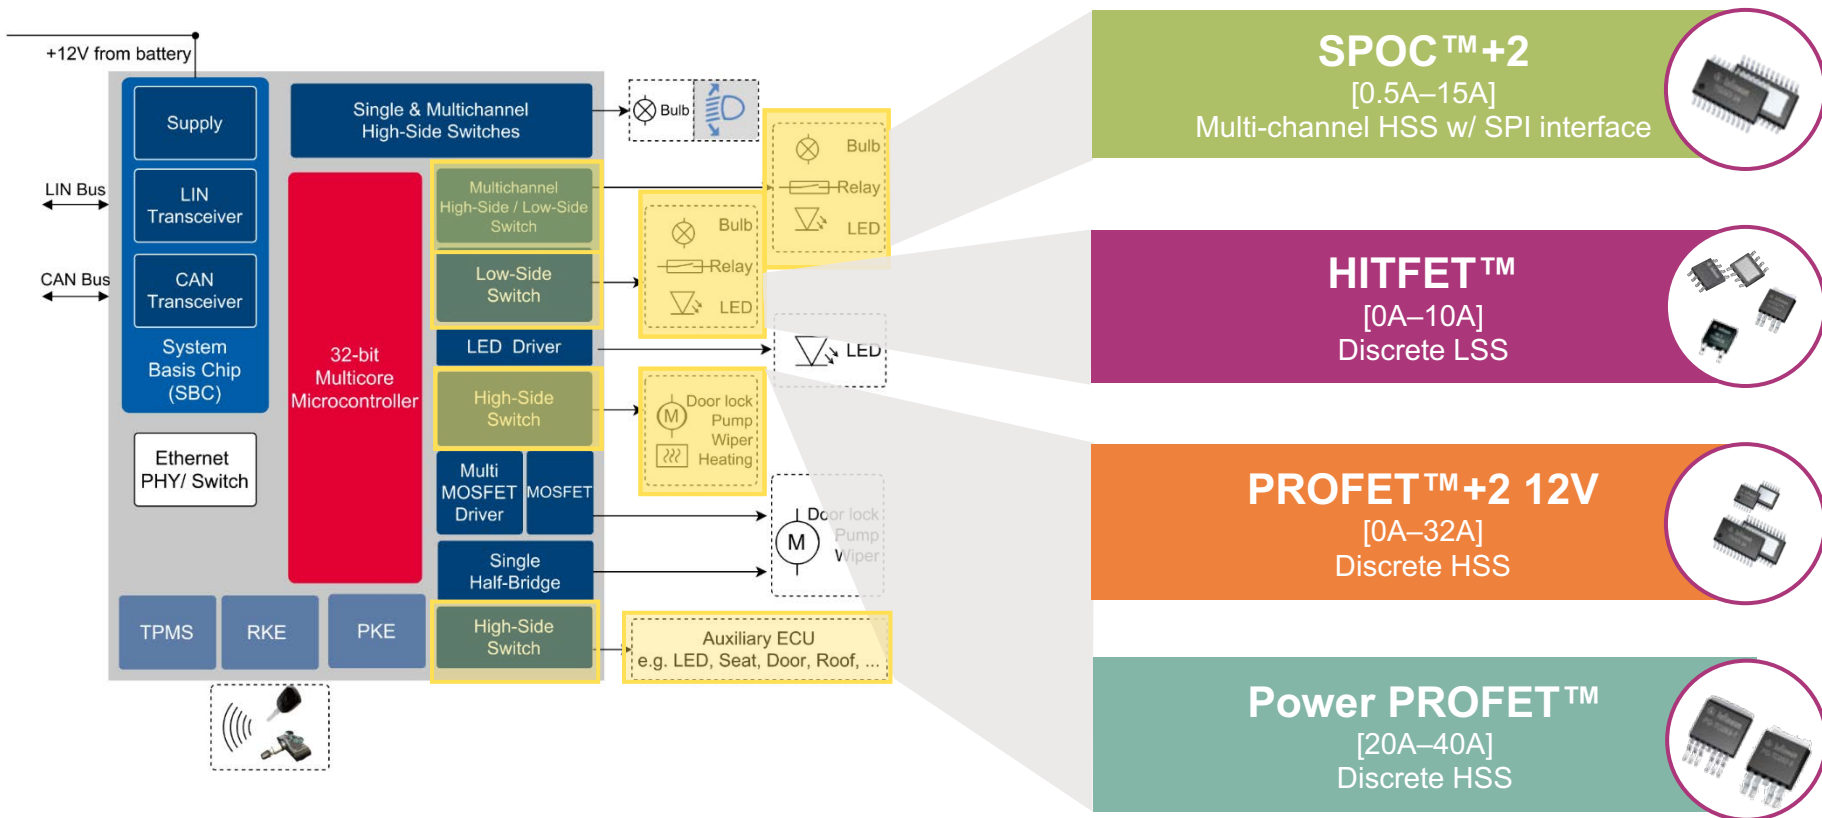 +12V from battery
Supply
LIN Bus
LIN
Transceiver
CAN Bus
CAN
Transceiver
System
Basis Chip
(SBC)
Ethernet
PHY/ Switch
TPMS
RKE
PKE
32-bit
Multicore
Microcontroller
Single & Multichannel
High-Side Switches
Multichannel
High-Side / Low-Side
Switch
Low-Side
Switch
LED Driver
High-Side
Switch
Multi
MOSFET
Driver
MOSFET
Single
Half-Bridge
High-Side
Switch
Bulb
Bulb
Relay
LED
Bulb
Relay
LED
LED
M
Door lock
Pump
Wiper
Heating
M
Door lock
Pump
Wiper
Auxiliary ECU
e.g. LED, Seat, Door, Roof, ...
SPOC™+2
[0.5A–15A]
Multi-channel HSS w/ SPI interface
HITFET™
[0A–10A]
Discrete LSS
PROFET™+2 12V
[0A–32A]
Discrete HSS
Power PROFET™
[20A–40A]
Discrete HSS